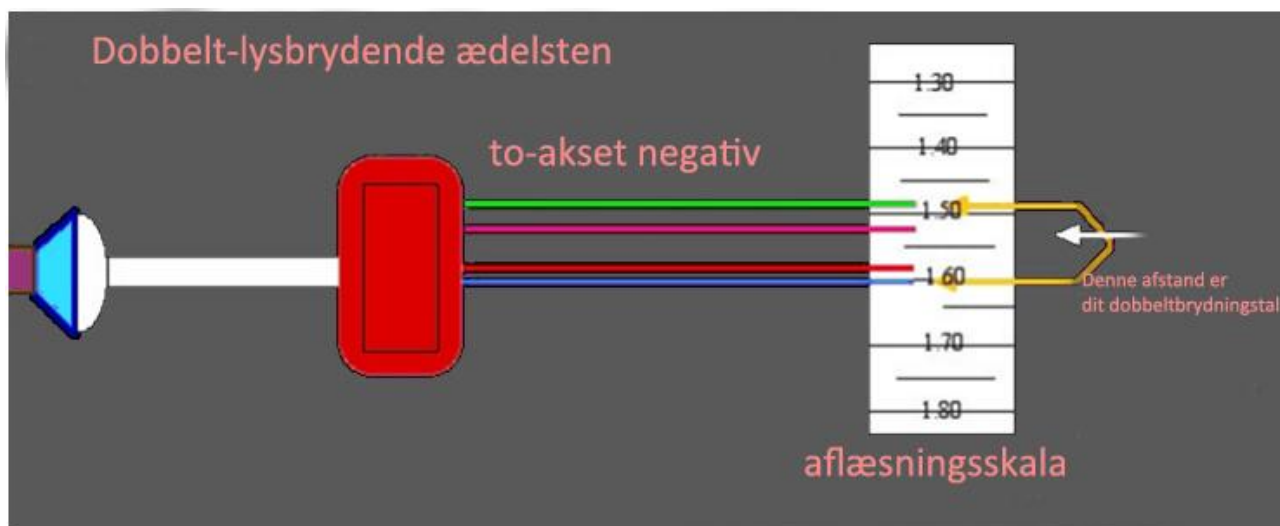 Dobbelt-lysbrydende ædelsten
to-akset negativ
1.30
1.40
1.50
1.60
1.70
1.80
Denne afstand er
dit dobbeltbrydningstal
aflæsningsskala